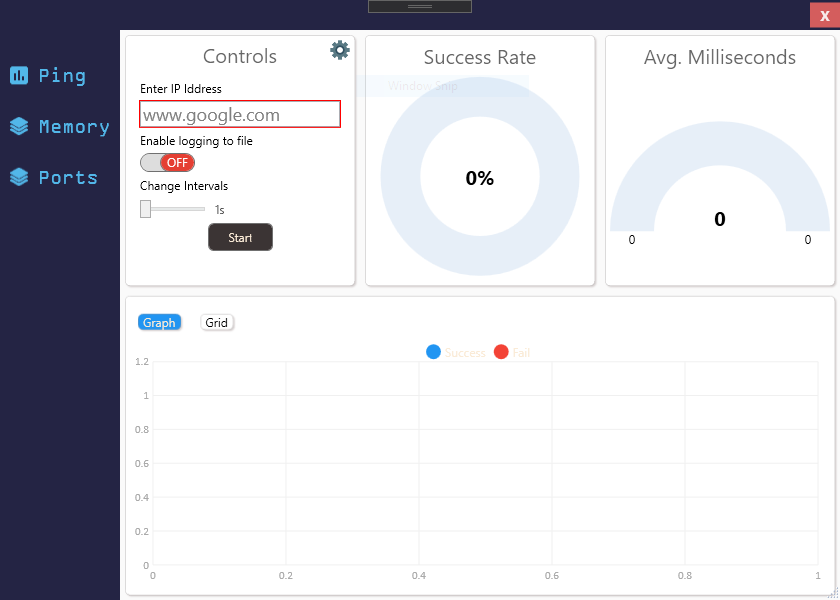 X
Ping
Memory
Ports
Controls
Enter IP Iddress
www.google.com
Enable logging to file
OFF
Change Intervals
1s
Start
Success Rate
Window Snip
0%
Avg. Milliseconds
0
0
0
Graph
Grid
Success
Fail
1.2
1
0.8
0.6
0.4
0.2
0
0
0.2
0.4
0.6
0.8
1